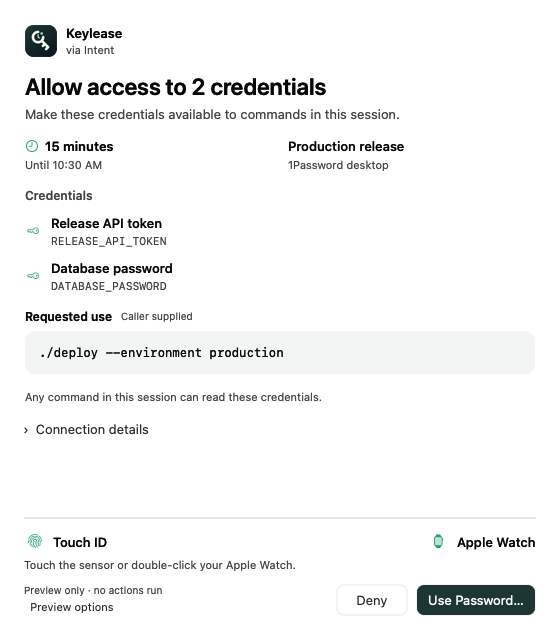 Keylease
via Intent
Allow access to 2 credentials
Make these credentials available to commands in this session.
15 minutes
Until 10:30 AM
Production release
1Password desktop
Credentials
Release API token
RELEASE_API_TOKEN
Database password
DATABASE_PASSWORD
Requested use Caller supplied
./deploy --environment production
Any command in this session can read these credentials.
› Connection details
Touch ID
Apple Watch
Touch the sensor or double-click your Apple Watch.
Preview only · no actions run
Preview options
Deny
Use Password...